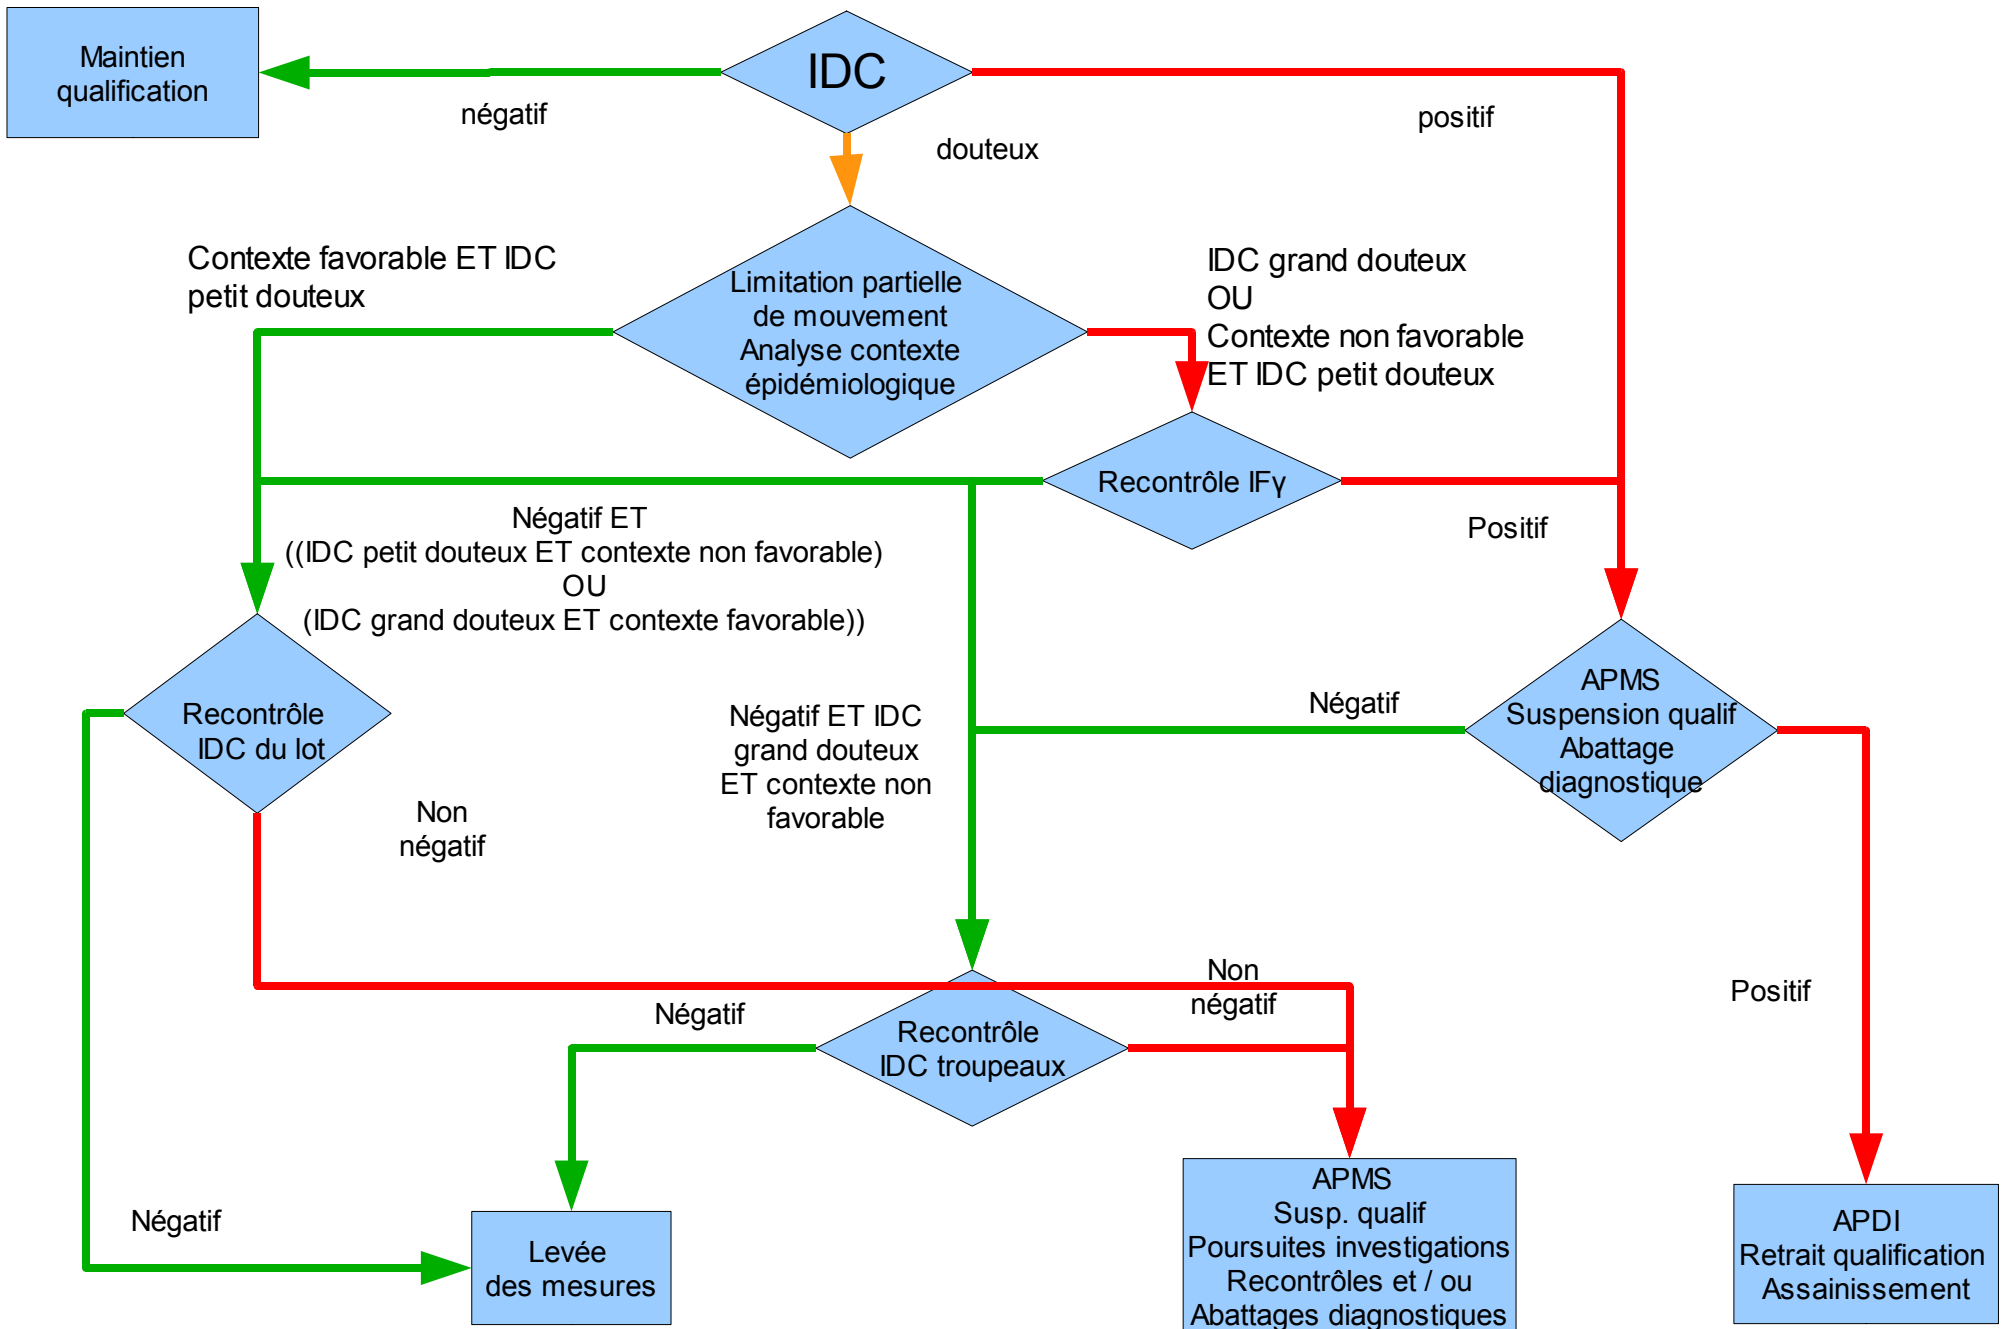 Maintien
qualification
IDC
négatif
positif
douteux
Contexte favorable ET IDC
petit douteux
Limitation partielle
de mouvement
Analyse contexte
épidémiologique
IDC grand douteux
OU
Contexte non favorable
ET IDC petit douteux
Recontrôle IFγ
Négatif ET
((IDC petit douteux ET contexte non favorable)
OU
(IDC grand douteux ET contexte favorable))
Positif
Recontrôle
IDC du lot
Négatif ET IDC
grand douteux
ET contexte non
favorable
Négatif
APMS
Suspension qualif
Abattage
diagnostique
Non
négatif
Négatif
Recontrôle
IDC troupeaux
Non
négatif
Positif
Négatif
Levée
des mesures
APMS
Susp. qualif
Poursuites investigations
Recontrôles et / ou
Abattages diagnostiques
APDI
Retrait qualification
Assainissement